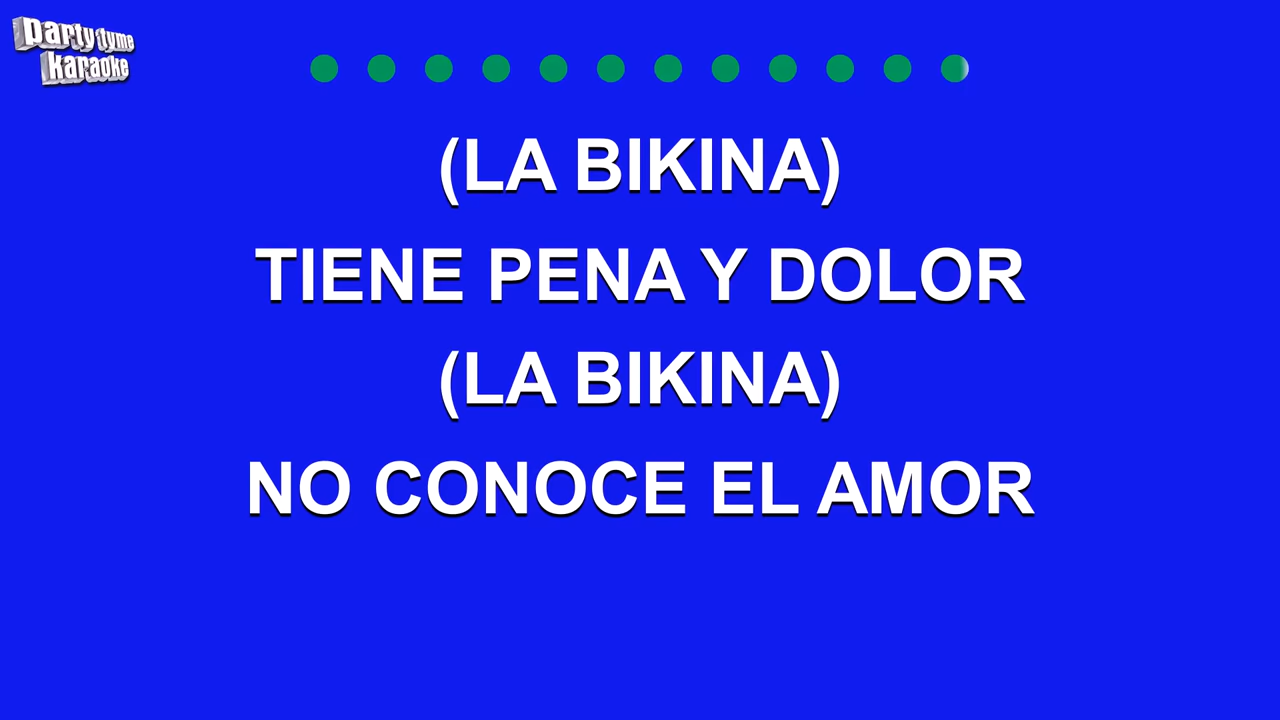 party tyme
karaoke
(LA BIKINA)
TIENE PENA Y DOLOR
(LA BIKINA)
NO CONOCE EL AMOR